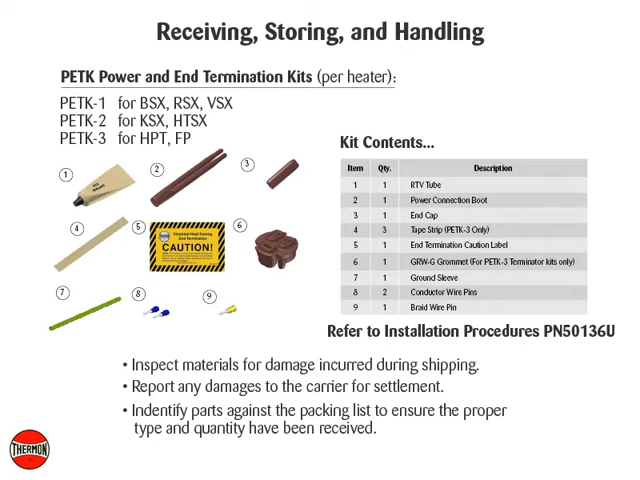 Receiving, Storing, and Handling
PETK Power and End Termination Kits (per heater):
PETK-1 for BSX, RSX, VSX
PETK-2 for KSX, HTSX
PETK-3 for HPT, FP
1
2
3
4
5
6
7
8
9
Electrical Heat Tracing
End Termination
CAUTION!
Kit Contents...
Item Qty. Description
1 1 RTV Tube
2 1 Power Connection Boot
3 1 End Cap
4 3 Tape Strip (PETK-3 Only)
5 1 End Termination Caution Label
6 1 GRW-G Grommet (For PETK-3 Terminator kits only)
7 1 Ground Sleeve
8 2 Conductor Wire Pins
9 1 Braid Wire Pin
Refer to Installation Procedures PN50136U
• Inspect materials for damage incurred during shipping.
• Report any damages to the carrier for settlement.
• Indentify parts against the packing list to ensure the proper
type and quantity have been received.
THERMON